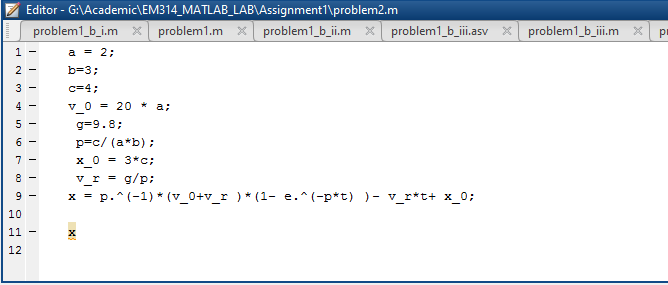 Editor - G:\Academic\EM314_MATLAB_LAB\Assignment1\problem2.m
problem1_b_i.m problem1.m problem1_b_ii.m problem1_b_iii.asv problem1_b_iii.m
1 - a = 2;
2 - b=3;
3 - c=4;
4 - v_0 = 20 * a;
5 - g=9.8;
6 - p=c/(a*b);
7 - x_0 = 3*c;
8 - v_r = g/p;
9 - x = p.^(-1)*(v_0+v_r )*(1- e.^(-p*t) )- v_r*t+ x_0;
10
11 - x
12